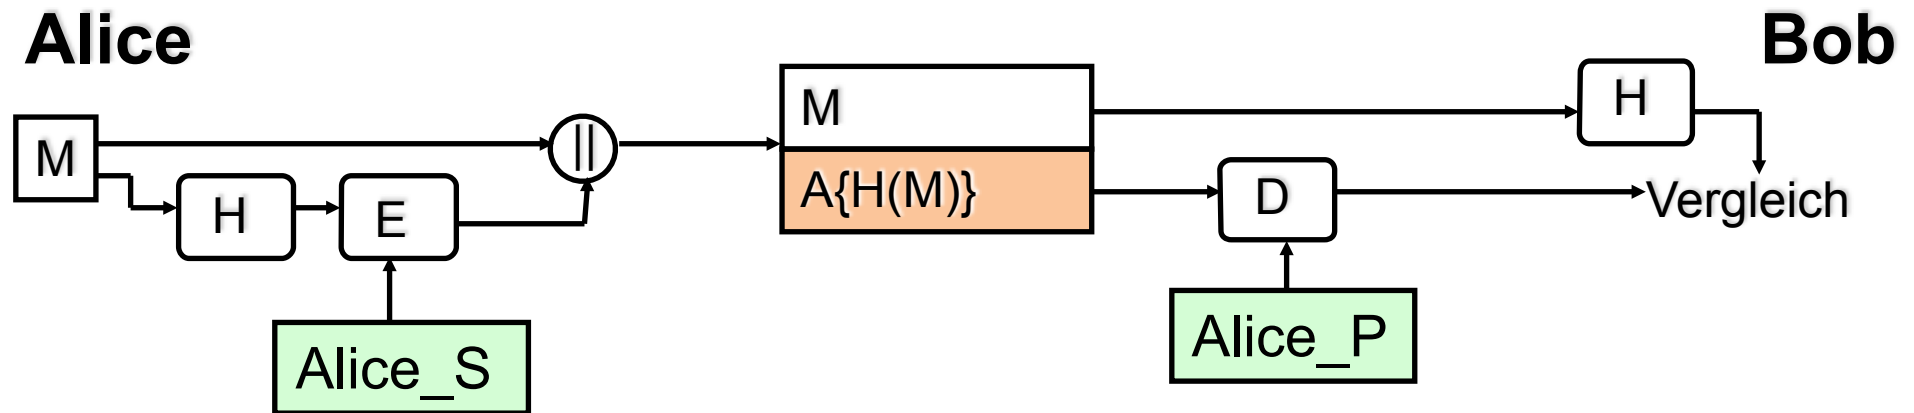 Alice
Bob
M
H
E
||
Alice_S
M
A{H(M)}
D
Alice_P
H
Vergleich